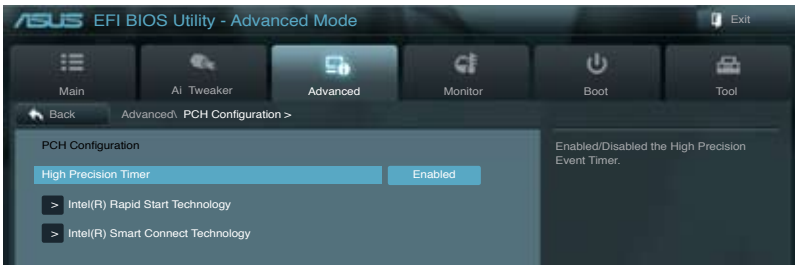 ASUS EFI BIOS Utility - Advanced Mode
Exit
Main
Ai Tweaker
Advanced
Monitor
Boot
Tool
Back
Advanced\ PCH Configuration >
PCH Configuration
Enabled/Disabled the High Precision
Event Timer.
High Precision Timer
Enabled
> Intel(R) Rapid Start Technology
> Intel(R) Smart Connect Technology